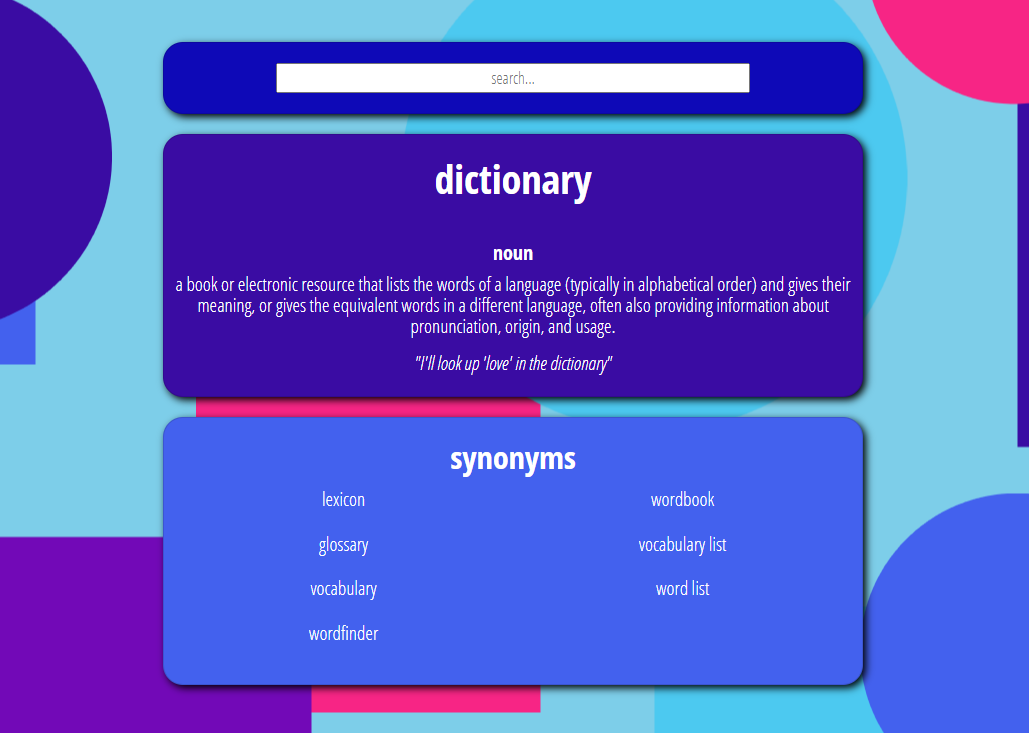 search...
dictionary
noun
a book or electronic resource that lists the words of a language (typically in alphabetical order) and gives their
meaning, or gives the equivalent words in a different language, often also providing information about
pronunciation, origin, and usage.
"I'll look up 'love' in the dictionary"
synonyms
lexicon wordbook
glossary vocabulary list
vocabulary word list
wordfinder